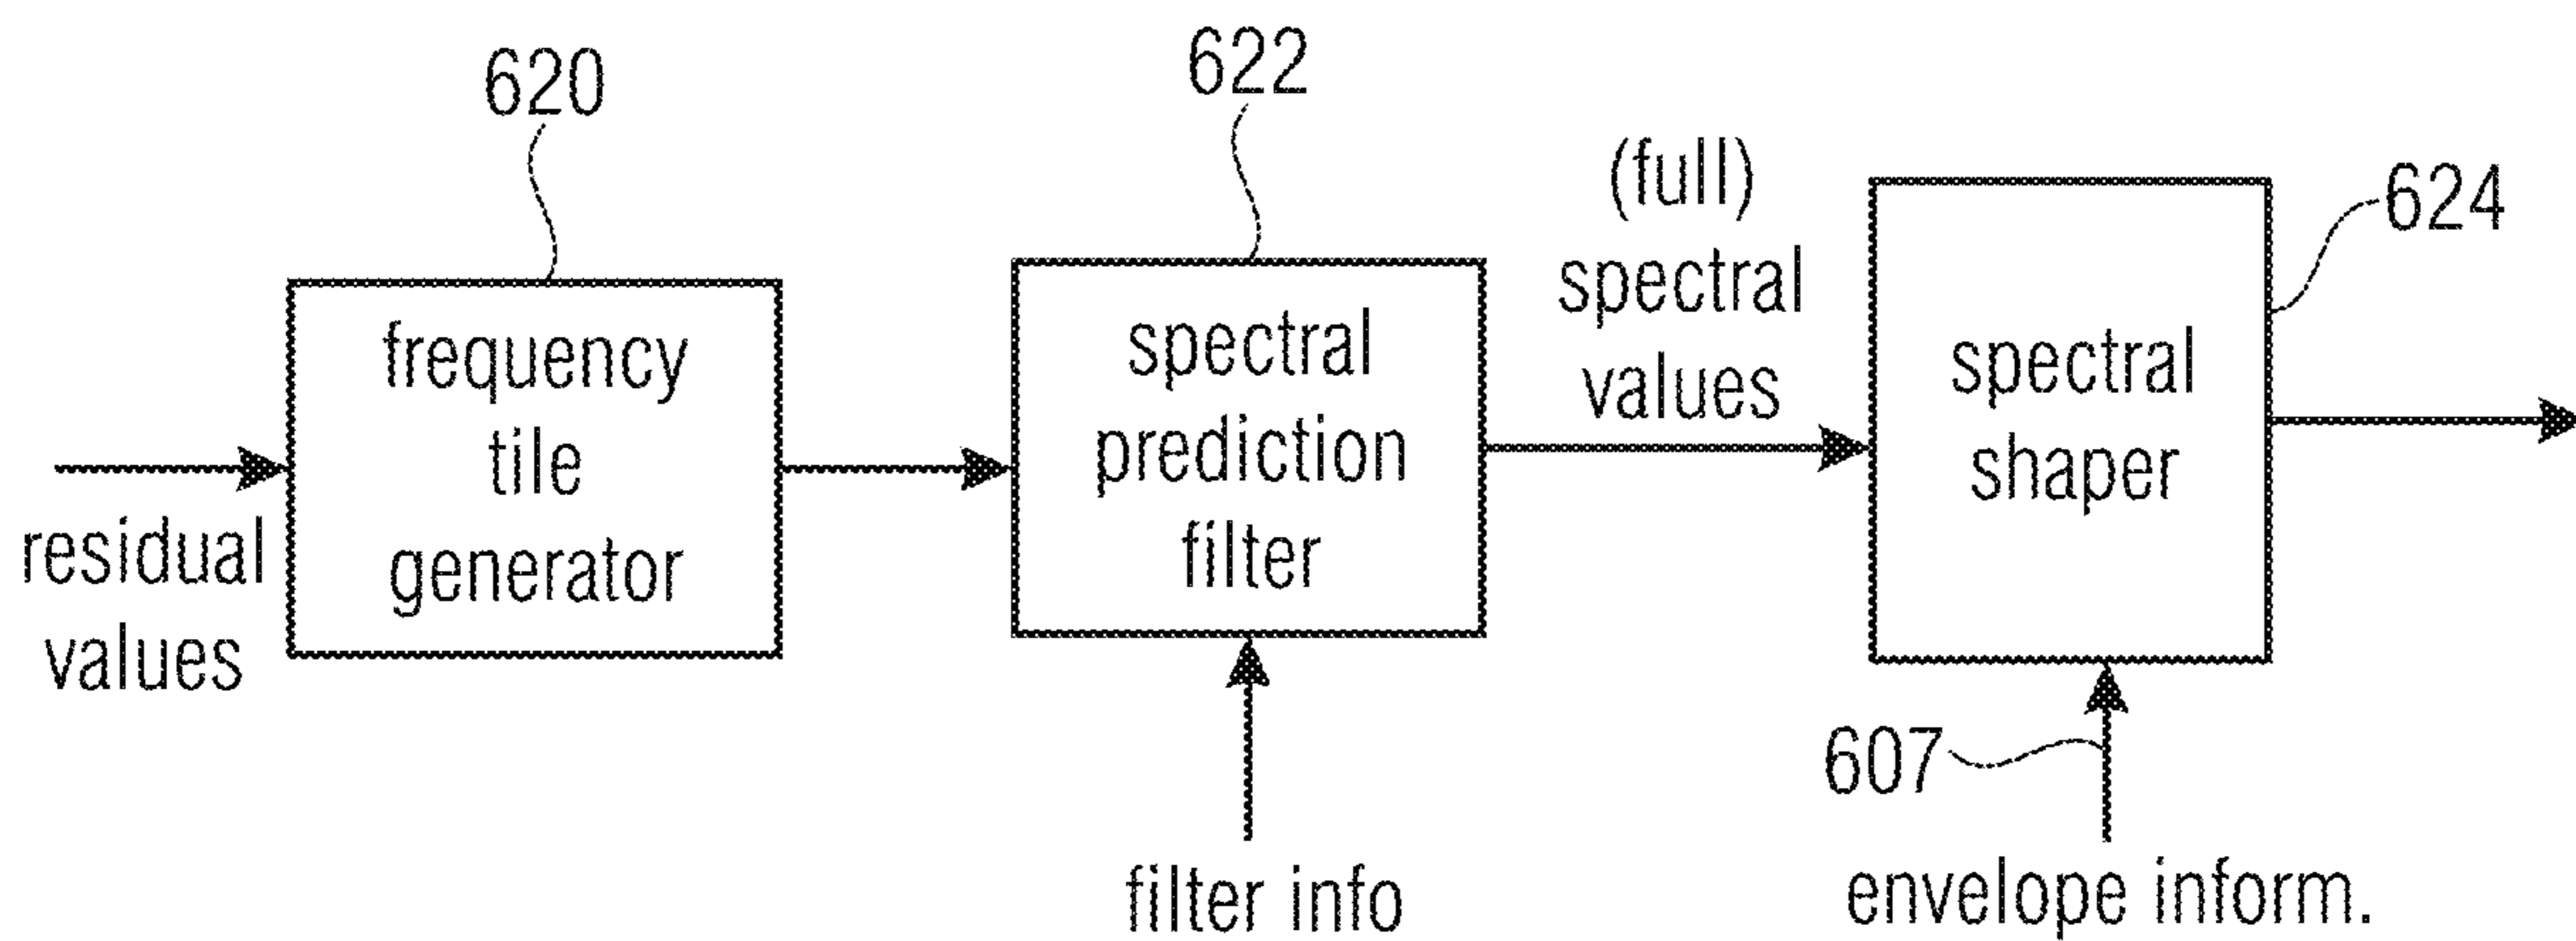 620
622
(full)
spectral
values
624
frequency
tile
generator
spectral
prediction
filter
spectral
shaper
residual
values
607
filter info
envelope inform.